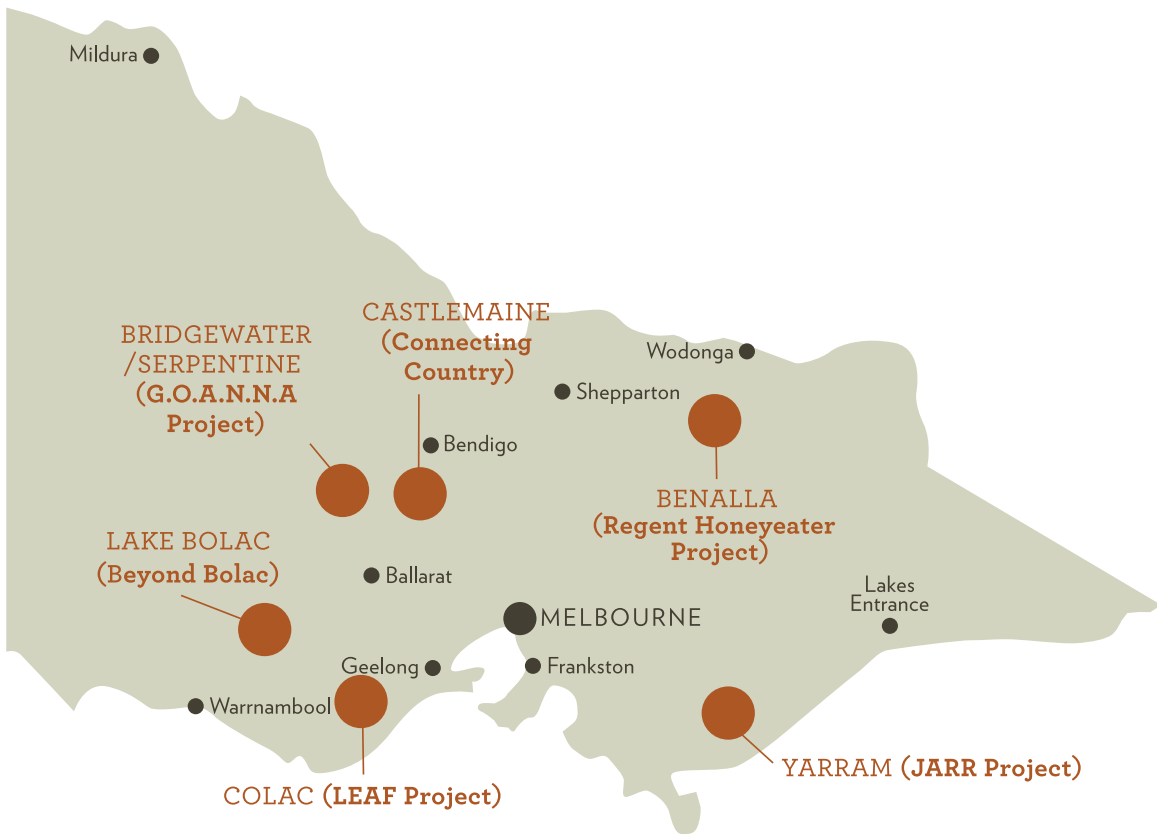 Mildura
CASTLEMAINE
(Connecting
Country)
BRIDGEWATER
/SERPENTINE
(G.O.A.N.N.A
Project)
Wodonga
Shepparton
Bendigo
BENALLA
(Regent Honeyeater
Project)
LAKE BOLAC
(Beyond Bolac)
Ballarat
Lakes
Entrance
MELBOURNE
Geelong
Frankston
Warrnambool
YARRAM (JARR Project)
COLAC (LEAF Project)